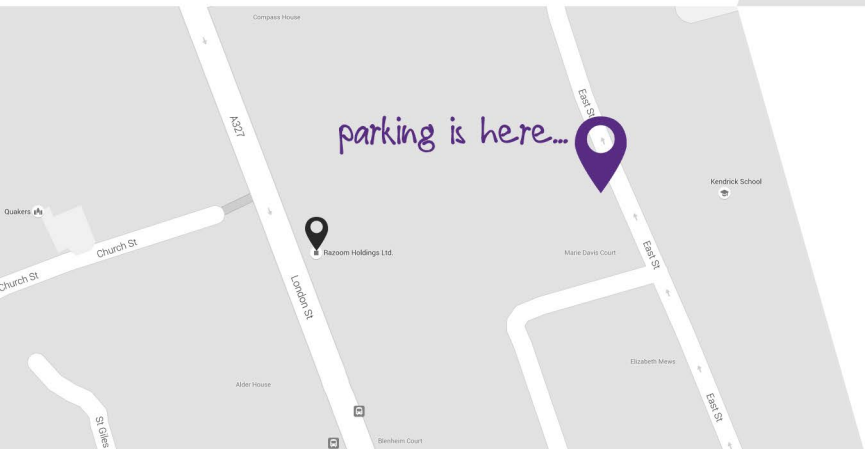 Compass House
East St
A327
parking is here...
Kendrick School
Quakers
Church St
Church St
Razoom Holdings Ltd.
Marie Davis Court
East St
London St
Elizabeth Mews
Alder House
East St
St Giles
Blenheim Court